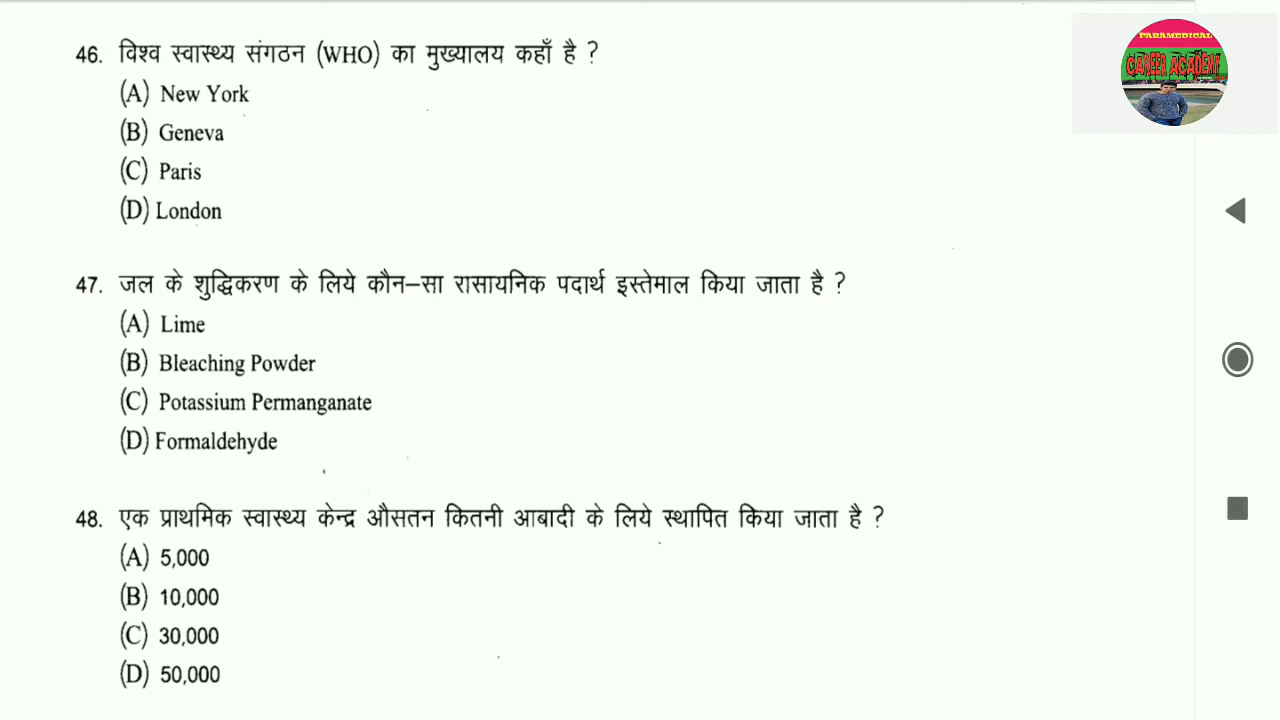 PARAMEDICAL
CAREER ACADEMY
46. विश्व स्वास्थ्य संगठन (WHO) का मुख्यालय कहाँ है ?
(A) New York
(B) Geneva
(C) Paris
(D) London
47. जल के शुद्धिकरण के लिये कौन-सा रासायनिक पदार्थ इस्तेमाल किया जाता है ?
(A) Lime
(B) Bleaching Powder
(C) Potassium Permanganate
(D) Formaldehyde
48. एक प्राथमिक स्वास्थ्य केन्द्र औसतन कितनी आबादी के लिये स्थापित किया जाता है ?
(A) 5,000
(B) 10,000
(C) 30,000
(D) 50,000